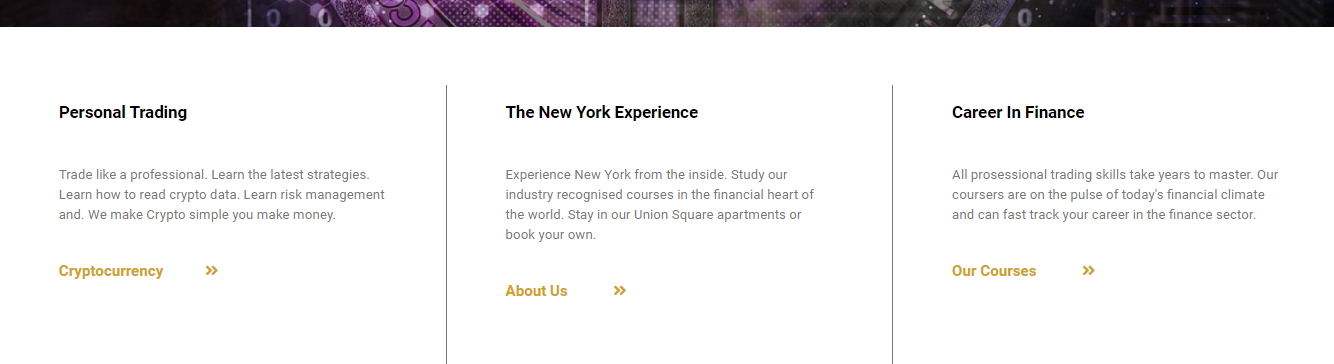 Personal Trading
Trade like a professional. Learn the latest strategies.
Learn how to read crypto data. Learn risk management
and. We make Crypto simple you make money.
Cryptocurrency
The New York Experience
Experience New York from the inside. Study our
industry recognised courses in the financial heart of
the world. Stay in our Union Square apartments or
book your own.
About Us
Career In Finance
All prosessional trading skills take years to master. Our
coursers are on the pulse of today's financial climate
and can fast track your career in the finance sector.
Our Courses